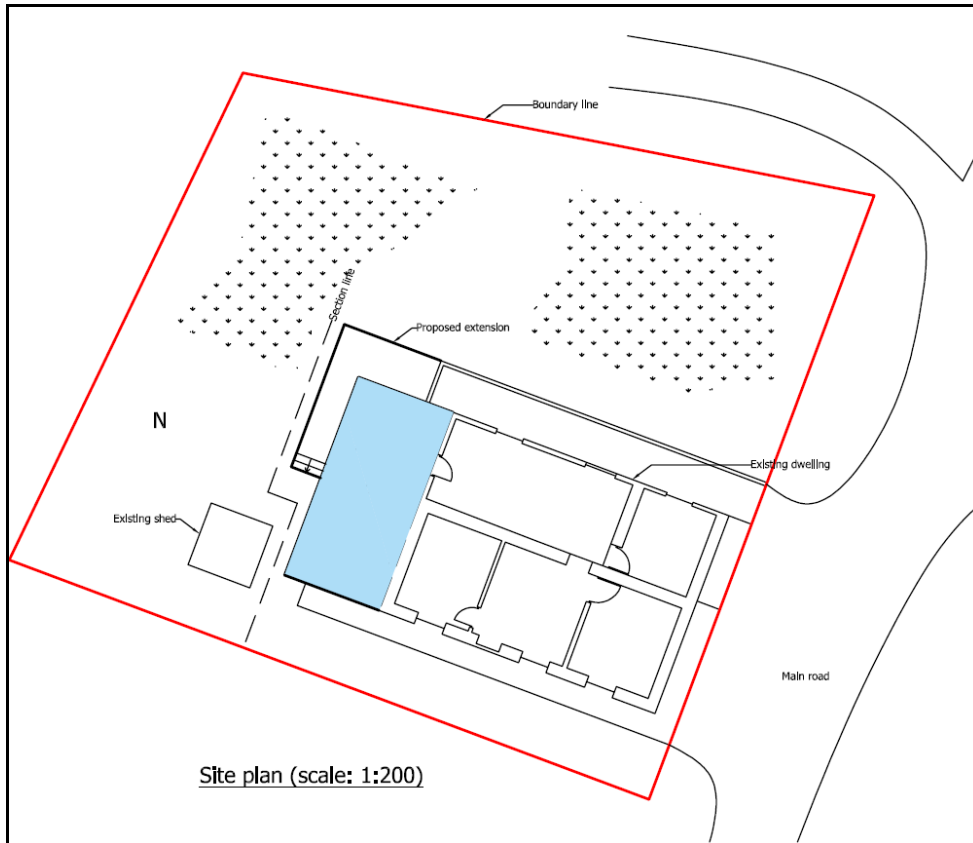 Boundary line
Section line
Proposed extension
N
Existing dwelling
Existing shed
Main road
Site plan (scale: 1:200)